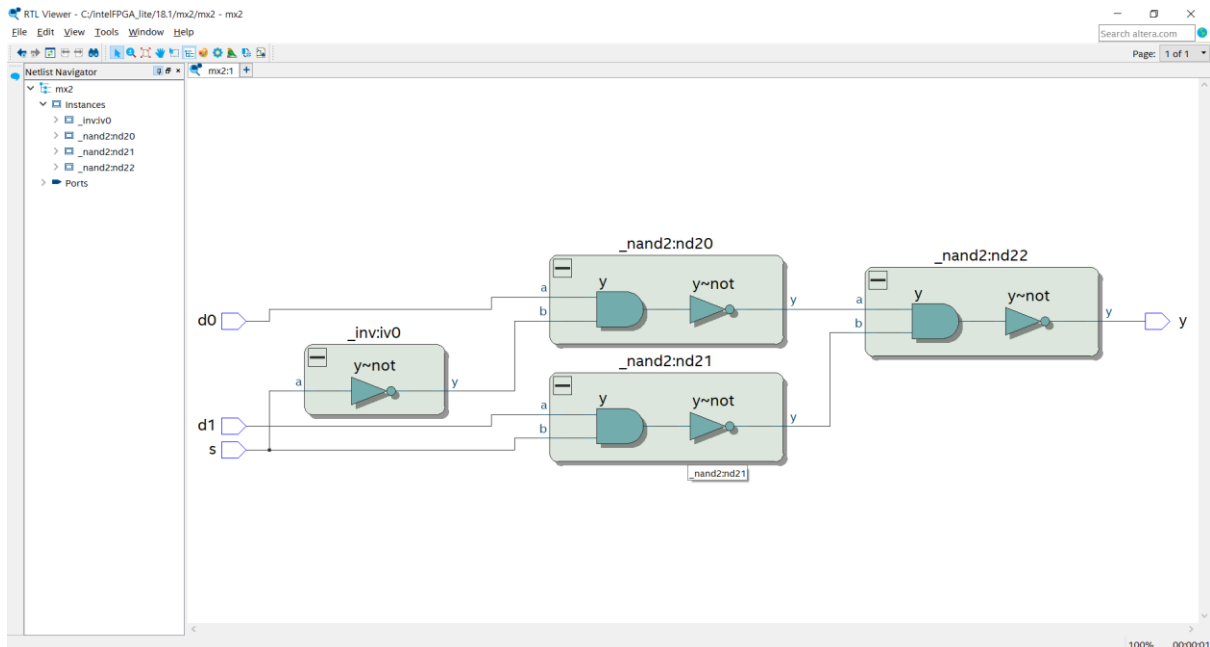 RTL Viewer - C:/intelFPGA_lite/18.1/mx2/mx2 - mx2
File Edit View Tools Window Help
Search altera.com
Page: 1 of 1
Netlist Navigator
mx2:1
mx2
Instances
_inv:iv0
_nand2:nd20
_nand2:nd21
_nand2:nd22
Ports
_nand2:nd20
_nand2:nd22
y y~not
a y
b
y y~not
a y
b
d0
y
_inv:iv0
_nand2:nd21
y~not
a y
y y~not
a y
b
d1
s
_nand2:nd21
100% 00:00:01